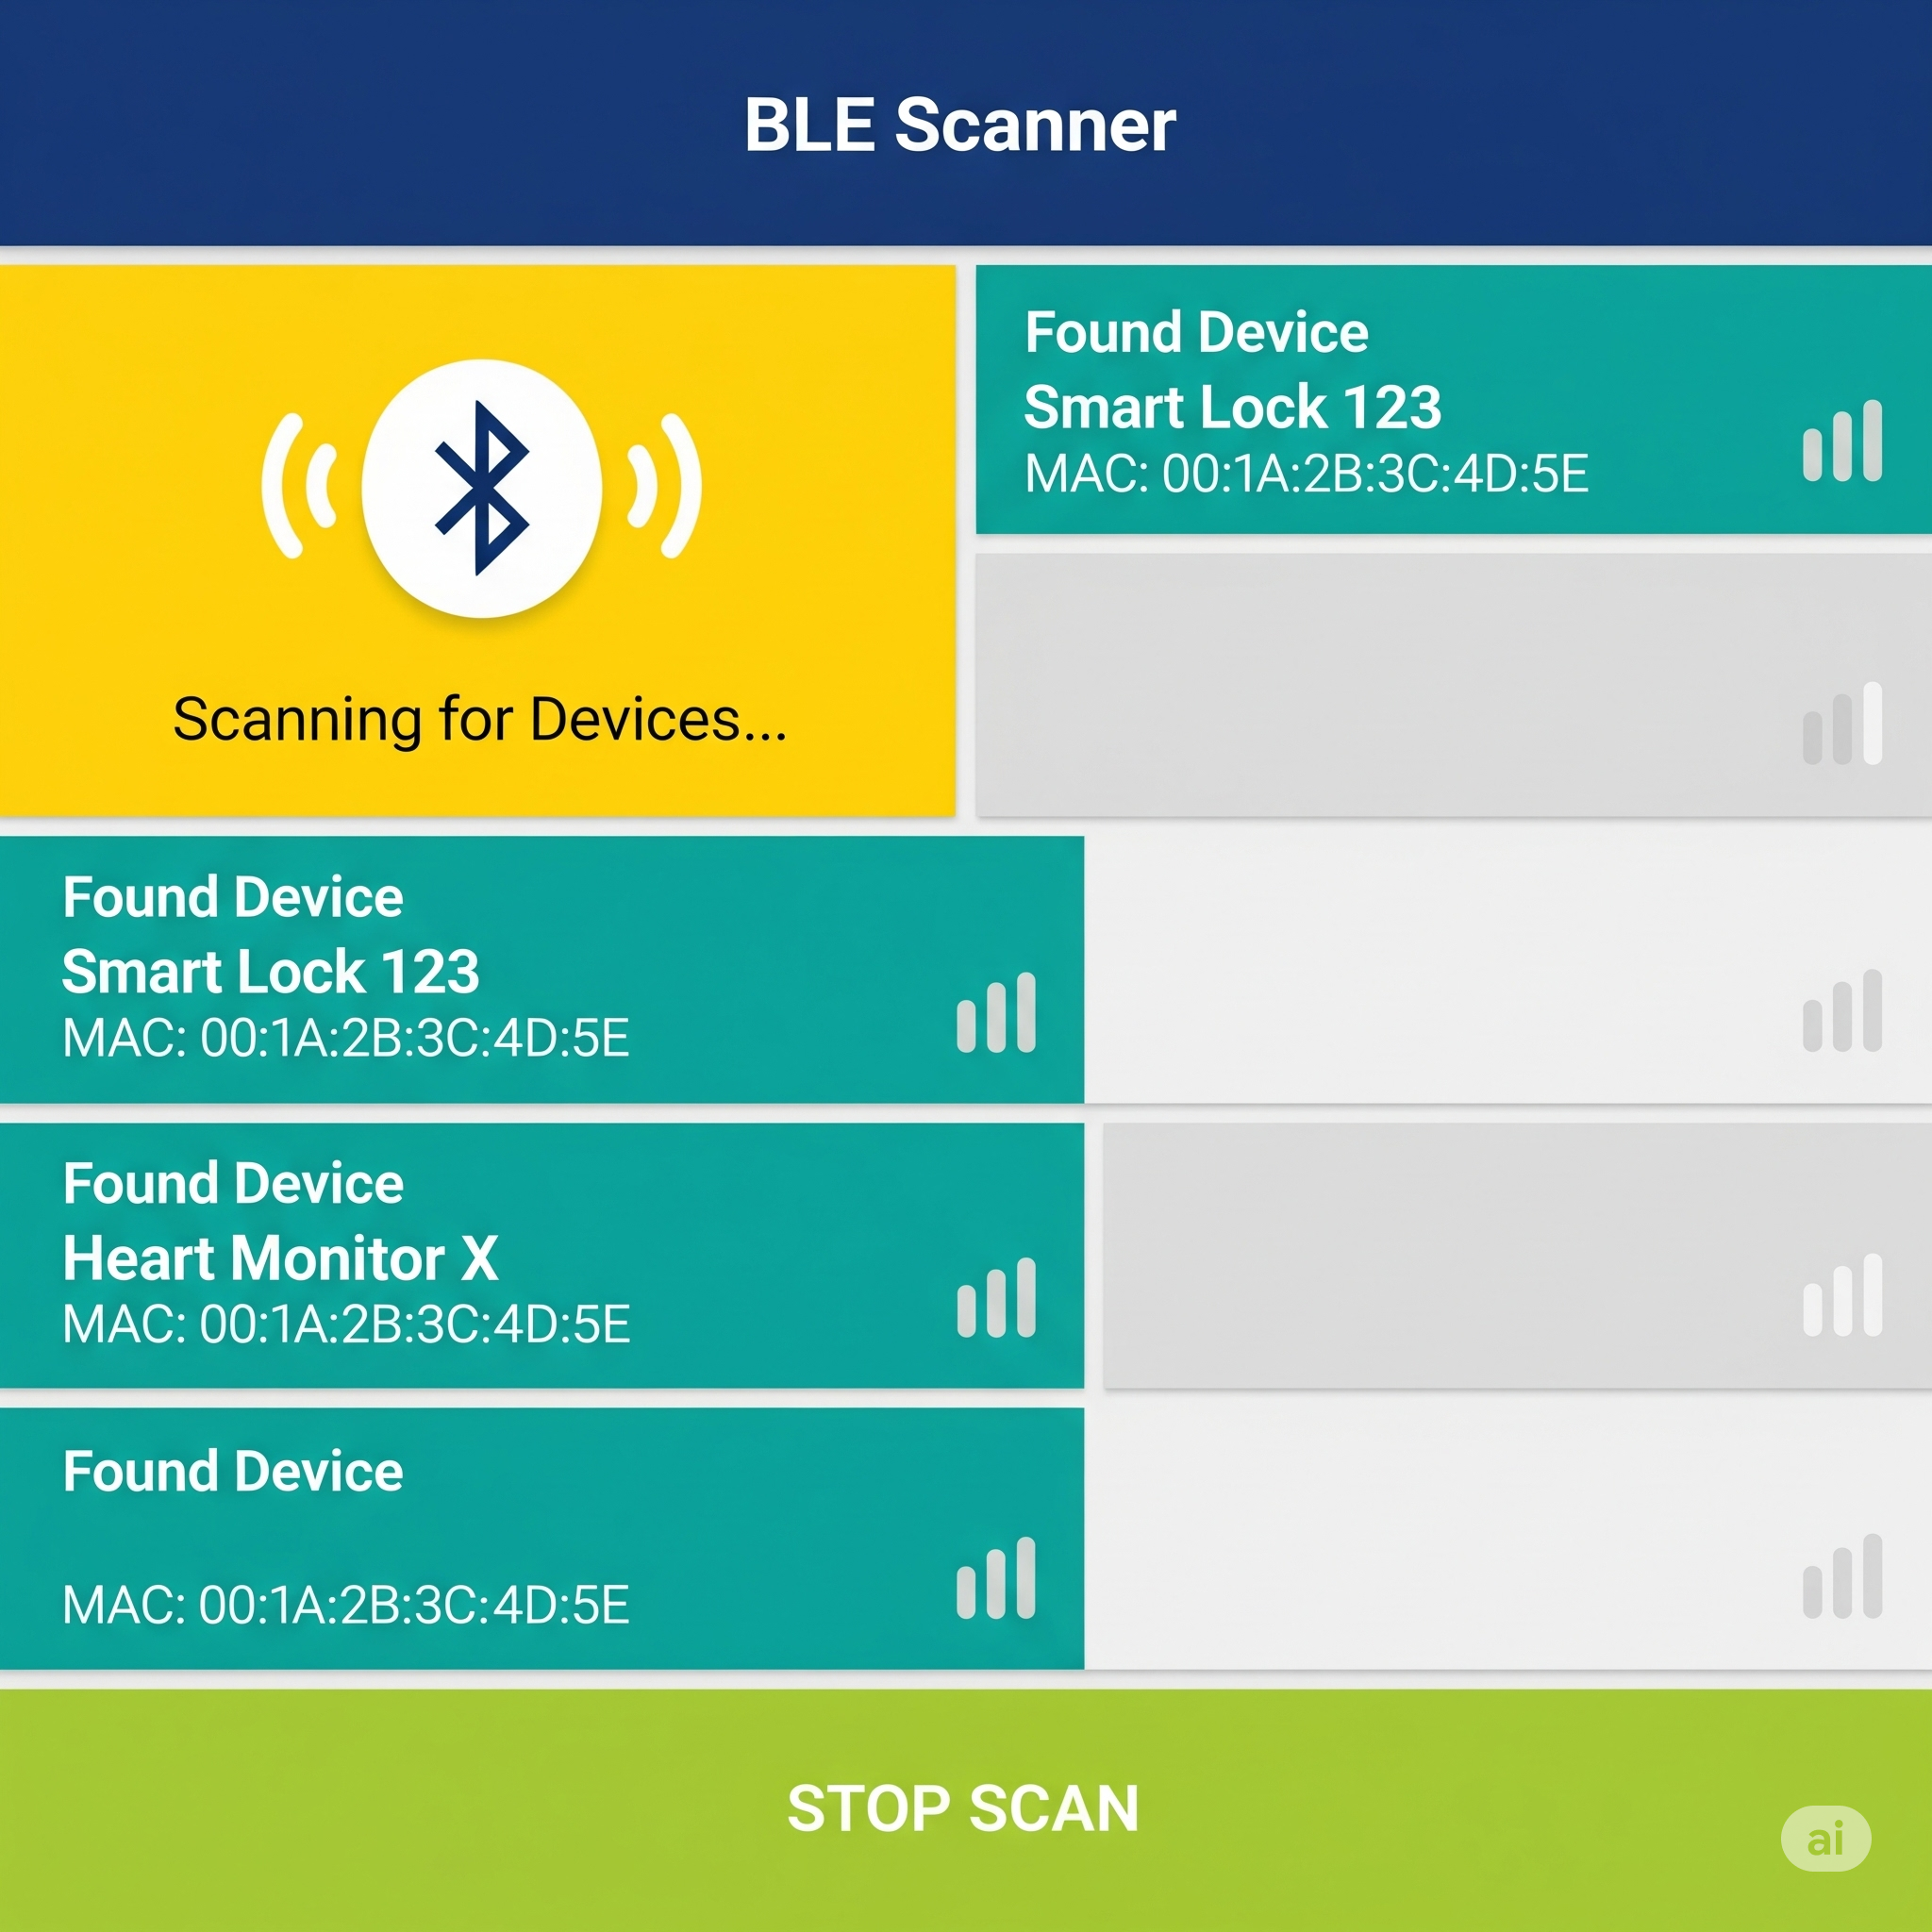 BLE Scanner
Scanning for Devices...
Found Device
Smart Lock 123
MAC: 00:1A:2B:3C:4D:5E
Found Device
Smart Lock 123
MAC: 00:1A:2B:3C:4D:5E
Found Device
Heart Monitor X
MAC: 00:1A:2B:3C:4D:5E
Found Device
MAC: 00:1A:2B:3C:4D:5E
STOP SCAN
ai